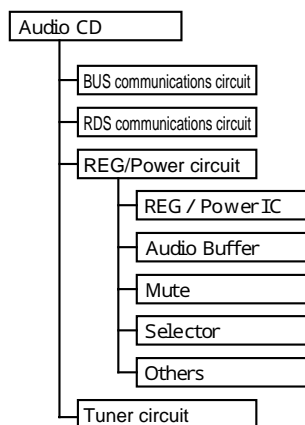 Audio CD
BUS communications circuit
RDS communications circuit
REG/Power circuit
REG / Power IC
Audio Buffer
Mute
Selector
Others
Tuner circuit